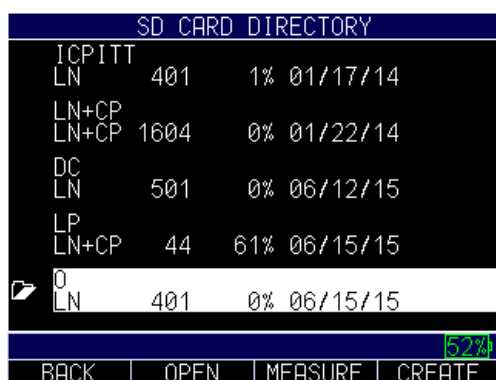 SD CARD DIRECTORY
ICPITT
LN 401 1% 01/17/14
LN+CP
LN+CP 1604 0% 01/22/14
DC
LN 501 0% 06/12/15
LP
LN+CP 44 61% 06/15/15
O
LN 401 0% 06/15/15
52%
BACK OPEN MEASURE CREATE